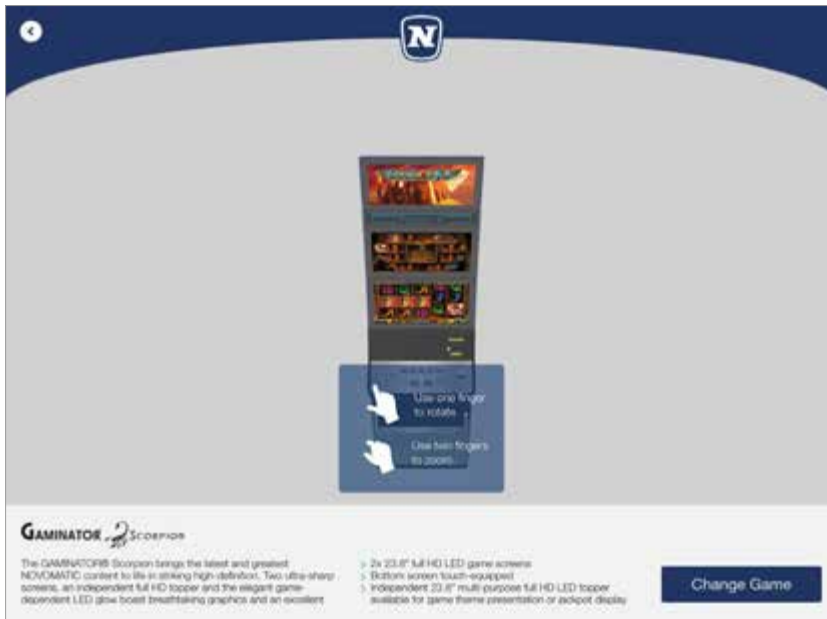 N
Use one finger
to rotate
Use two fingers
to zoom
GAMINATOR SCORPION
The GAMINATOR® Scorpion brings the latest and greatest
NOVOMATIC content to life in striking high-definition. Two ultra sharp
screens, an independent full HD topper and the elegant game-
dependent LED glow boast breathtaking graphics and an excellent
> 2x 23.6" full HD LED game screens
> Bottom screen touch-equipped
> Independent 23.6" multi-purpose full HD LED topper
available for game theme presentation or jackpot display
Change Game